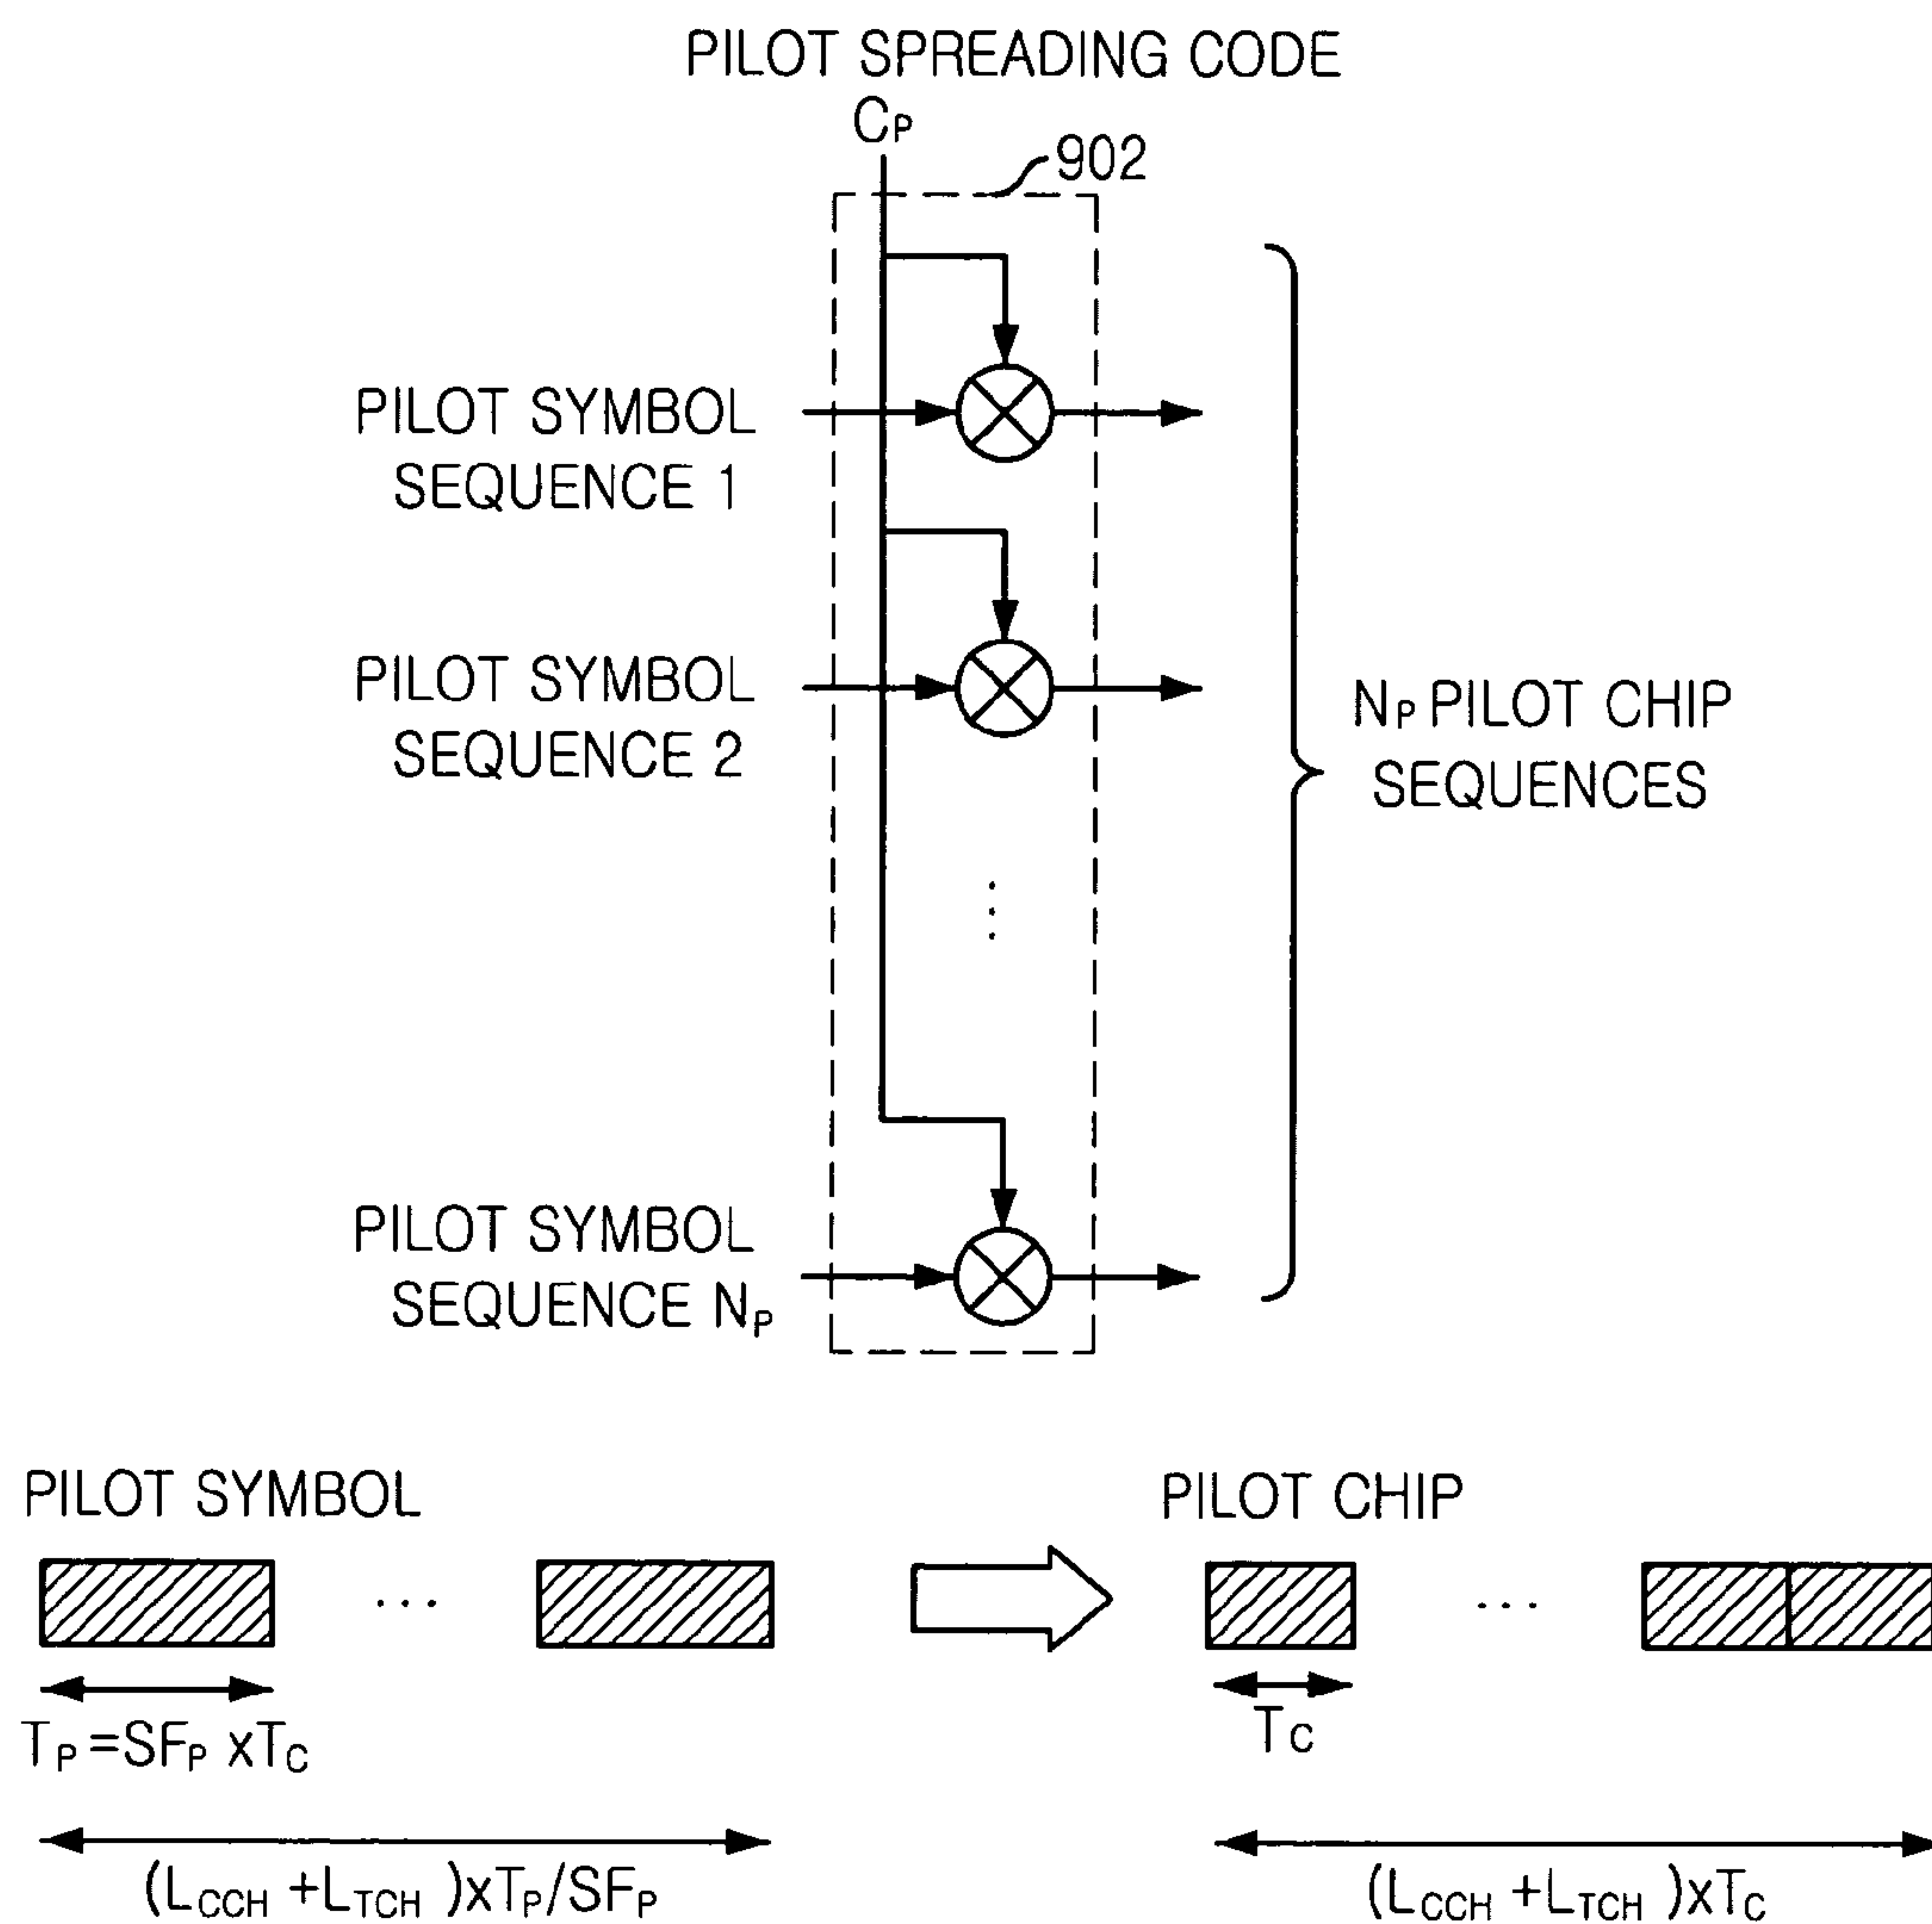 PILOT SPREADING CODE
CP
902
PILOT SYMBOL
SEQUENCE 1
PILOT SYMBOL
SEQUENCE 2
NP PILOT CHIP
SEQUENCES
PILOT SYMBOL
SEQUENCE NP
PILOT SYMBOL
PILOT CHIP
TP=SFP xTC
TC
(LCCH +LTCH )xTP/SFP
(LCCH +LTCH )xTC